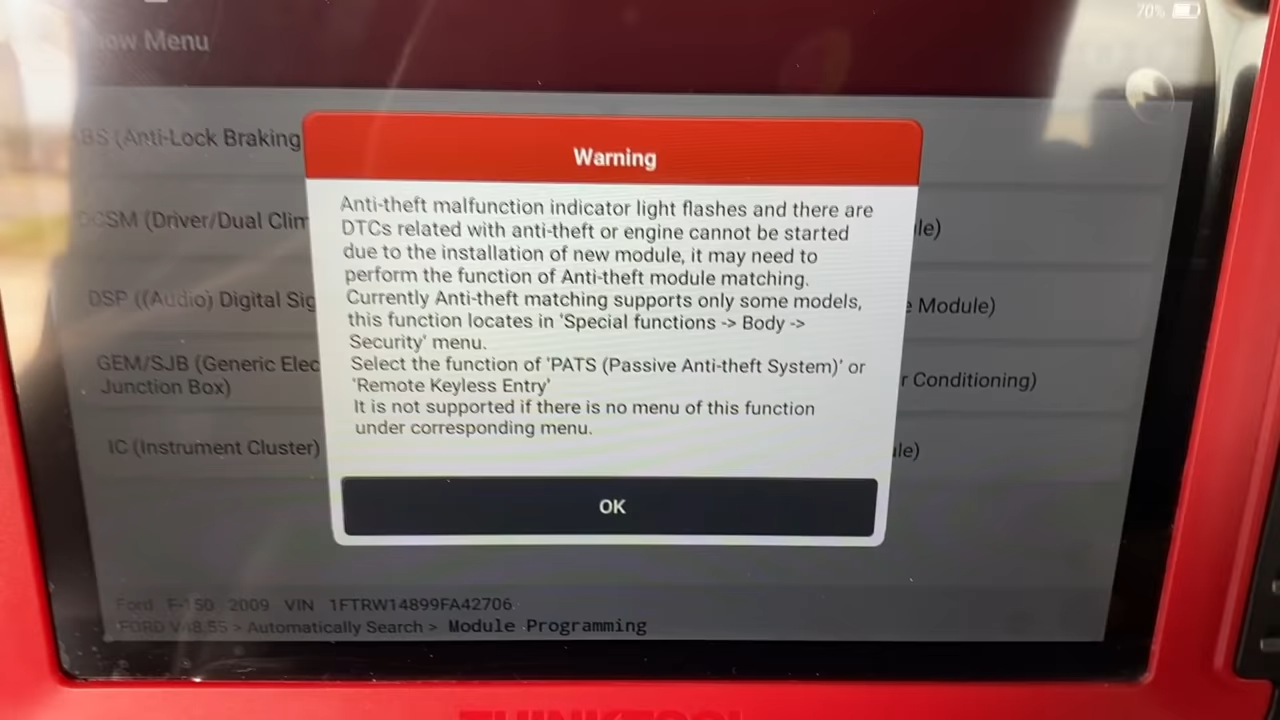 70%
Menu
BS (Anti-Lock Braking
Warning
Anti-theft malfunction indicator light flashes and there are
DTCs related with anti-theft or engine cannot be started
due to the installation of new module, it may need to
perform the function of Anti-theft module matching.
Currently Anti-theft matching supports only some models,
this function locates in 'Special functions -> Body ->
Security' menu.
Select the function of 'PATS (Passive Anti-theft System)' or
'Remote Keyless Entry'
It is not supported if there is no menu of this function
under corresponding menu.
OK
CSM (Driver/Dual Clim
le)
DSP ((Audio) Digital Sig
Module)
GEM/SJB (Generic Elec
Junction Box)
r Conditioning)
IC (Instrument Cluster)
le)
Ford F-150 2009 VIN 1FTRW14899FA42706
FORD V48.55 > Automatically Search > Module Programming